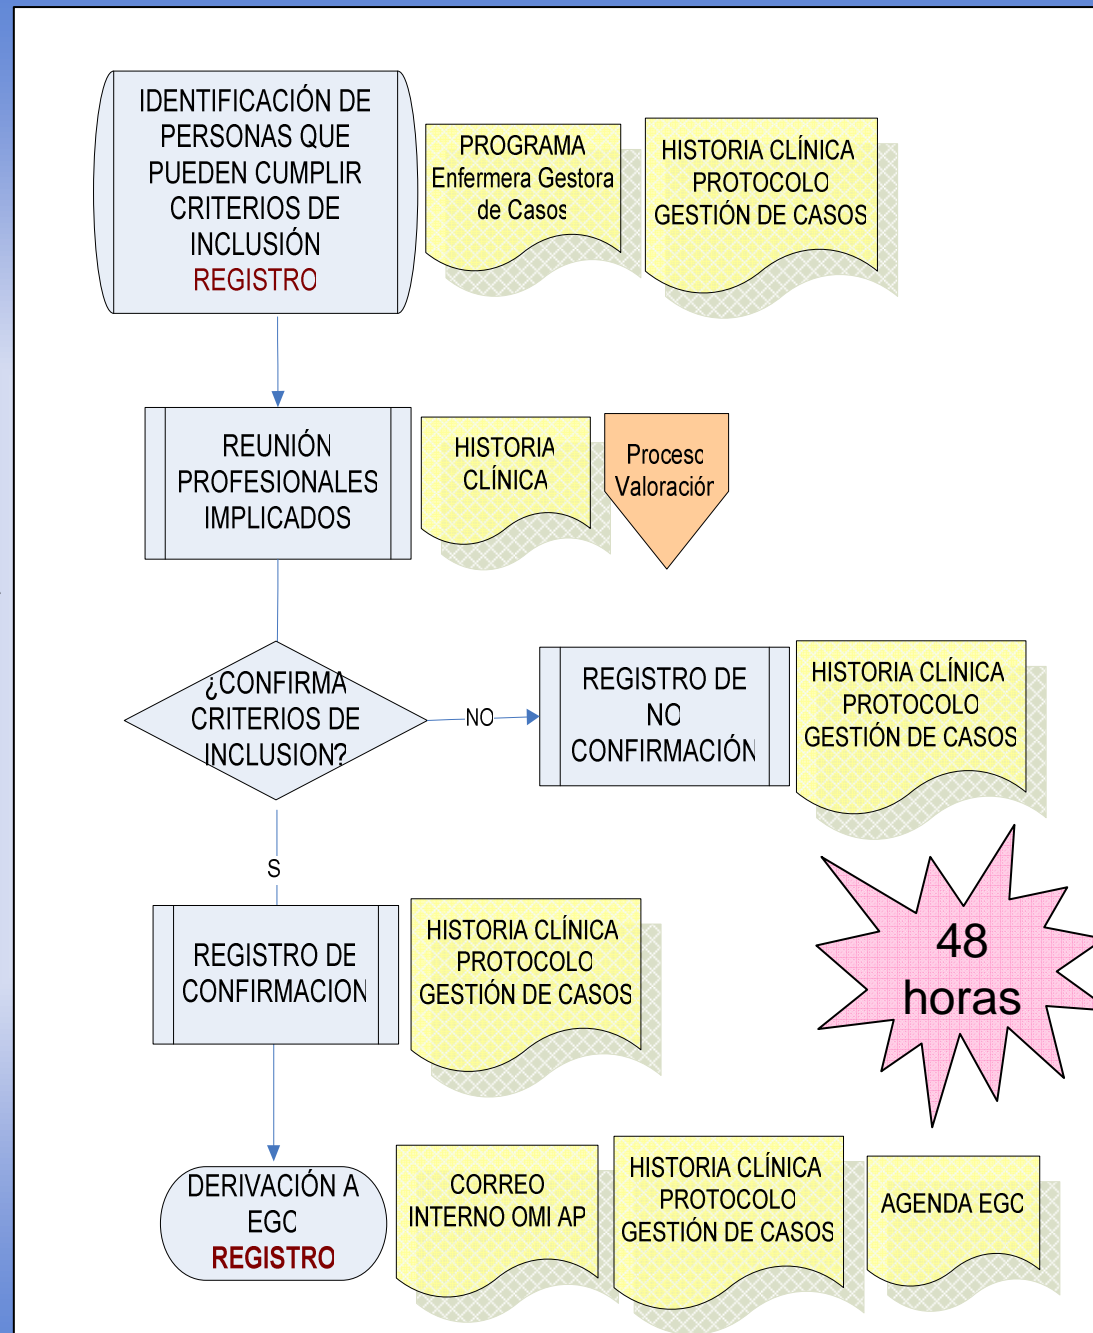 IDENTIFICACIÓN DE
PERSONAS QUE
PUEDEN CUMPLIR
CRITERIOS DE
INCLUSIÓN
REGISTRO
PROGRAMA
Enfermera Gestora
de Casos
HISTORIA CLÍNICA
PROTOCOLO
GESTIÓN DE CASOS
REUNIÓN
PROFESIONALES
IMPLICADOS
HISTORIA
CLÍNICA
Proceso
Valoración
¿CONFIRMA
CRITERIOS DE
INCLUSION?
NO
REGISTRO DE
NO
CONFIRMACIÓN
HISTORIA CLÍNICA
PROTOCOLO
GESTIÓN DE CASOS
S
REGISTRO DE
CONFIRMACION
HISTORIA CLÍNICA
PROTOCOLO
GESTIÓN DE CASOS
48
horas
DERIVACIÓN A
EGC
REGISTRO
CORREO
INTERNO OMI AP
HISTORIA CLÍNICA
PROTOCOLO
GESTIÓN DE CASOS
AGENDA EGC